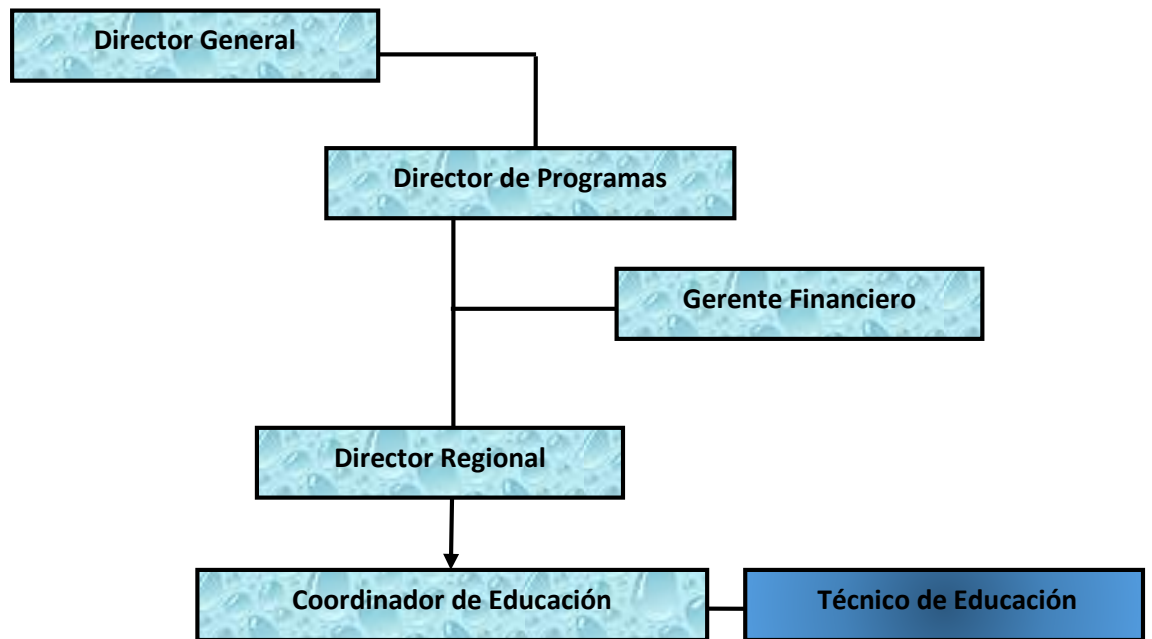 Director General
Director de Programas
Gerente Financiero
Director Regional
Coordinador de Educación
Técnico de Educación